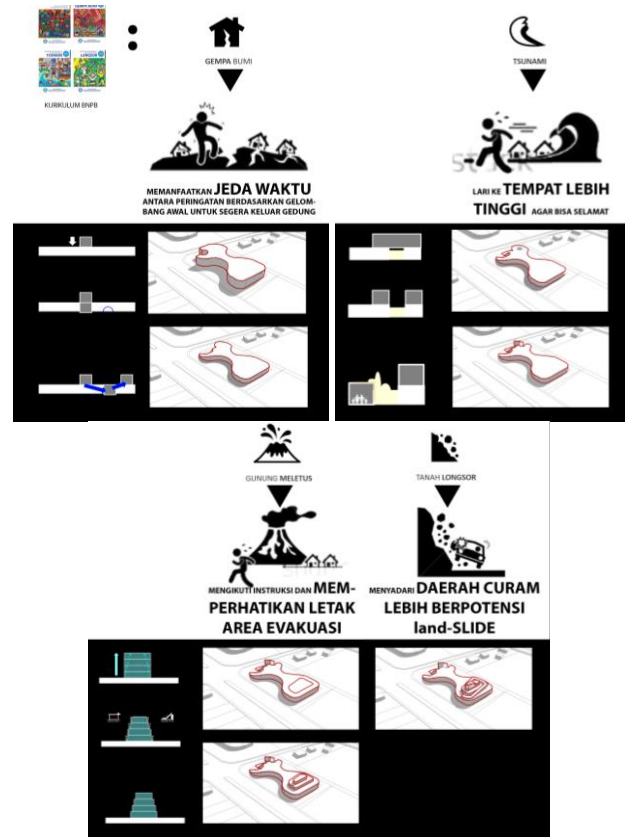 TSUNAMI
LONGSOR
KURIKULUM BNPB
:
GEMPA BUMI
MEMANFAATKAN JEDA WAKTU
ANTARA PERINGATAN BERDASARKAN GELOM-
BANG AWAL UNTUK SEGERA KELUAR GEDUNG
TSUNAMI
LARI KE TEMPAT LEBIH
TINGGI AGAR BISA SELAMAT
GUNUNG MELETUS
MENGIKUTI INSTRUKSI DAN MEM-
PERHATIKAN LETAK
AREA EVAKUASI
TANAH LONGSOR
MENYADARI DAERAH CURAM
LEBIH BERPOTENSI
land-SLIDE